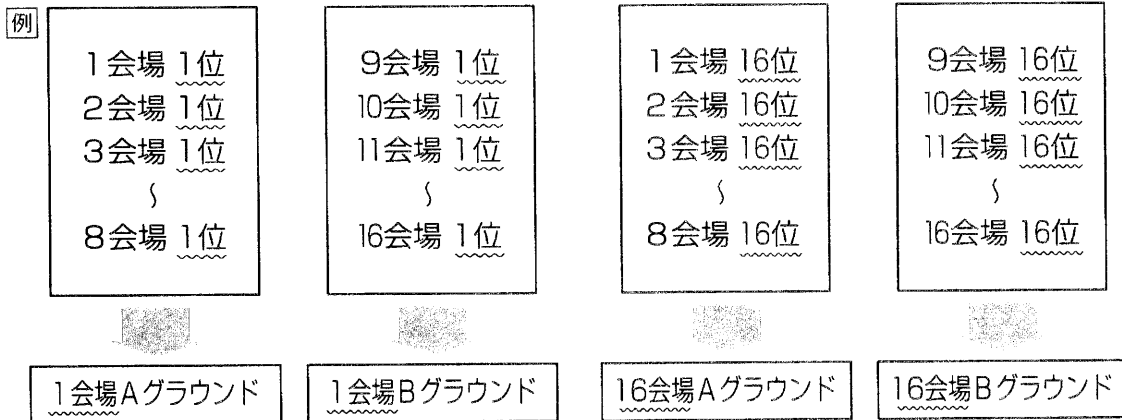 例
1会場 1位
2会場 1位
3会場 1位
〜
8会場 1位
9会場 1位
10会場 1位
11会場 1位
〜
16会場 1位
1会場 16位
2会場 16位
3会場 16位
〜
8会場 16位
9会場 16位
10会場 16位
11会場 16位
〜
16会場 16位
1会場Aグラウンド
1会場Bグラウンド
16会場Aグラウンド
16会場Bグラウンド